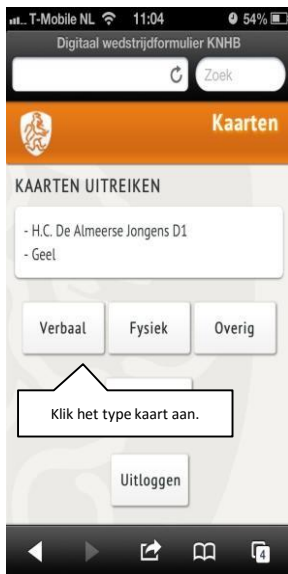 T-Mobile NL 11:04 54%
Digitaal wedstrijdformulier KNHB
Zoek
Kaarten
KAARTEN UITREIKEN
- H.C. De Almeerse Jongens D1
- Geel
Verbaal Fysiek Overig
Klik het type kaart aan.
Uitloggen
4